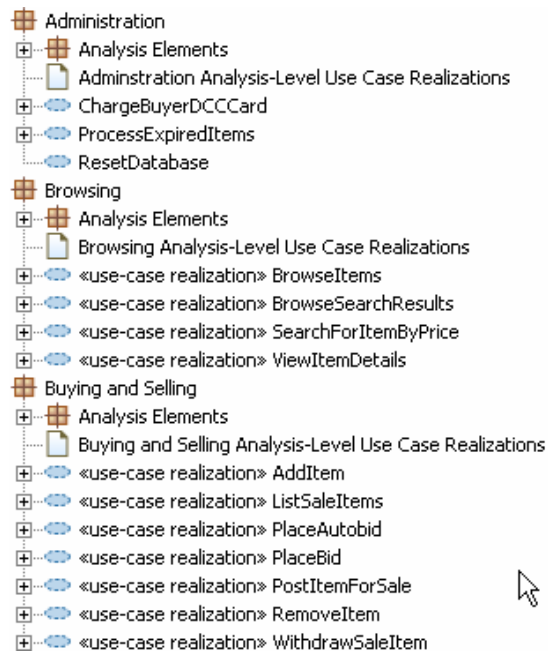 Administration
Analysis Elements
Adminstration Analysis-Level Use Case Realizations
ChargeBuyerDCCCard
ProcessExpiredItems
ResetDatabase
Browsing
Analysis Elements
Browsing Analysis-Level Use Case Realizations
«use-case realization» BrowseItems
«use-case realization» BrowseSearchResults
«use-case realization» SearchForItemByPrice
«use-case realization» ViewItemDetails
Buying and Selling
Analysis Elements
Buying and Selling Analysis-Level Use Case Realizations
«use-case realization» AddItem
«use-case realization» ListSaleItems
«use-case realization» PlaceAutobid
«use-case realization» PlaceBid
«use-case realization» PostItemForSale
«use-case realization» RemoveItem
«use-case realization» WithdrawSaleItem